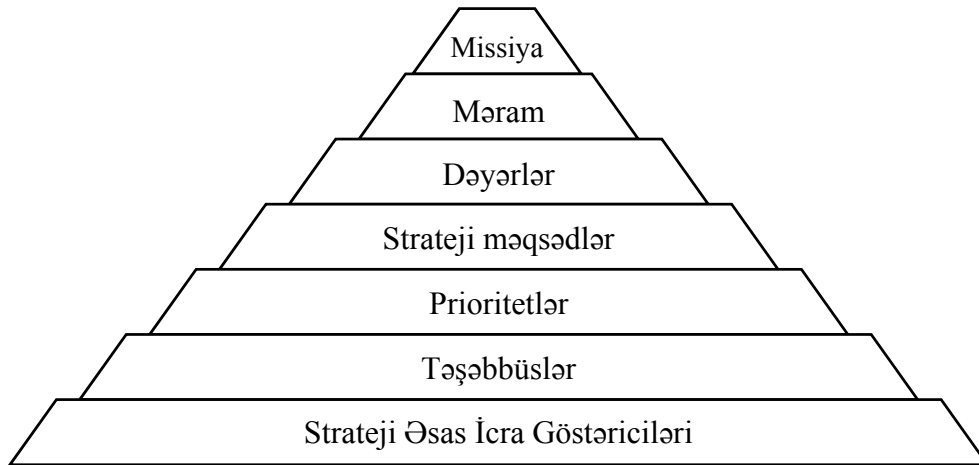 Missiya
Məram
Dəyərlər
Strateji məqsədlər
Prioritetlər
Təşəbbüslər
Strateji Əsas İcra Göstəriciləri